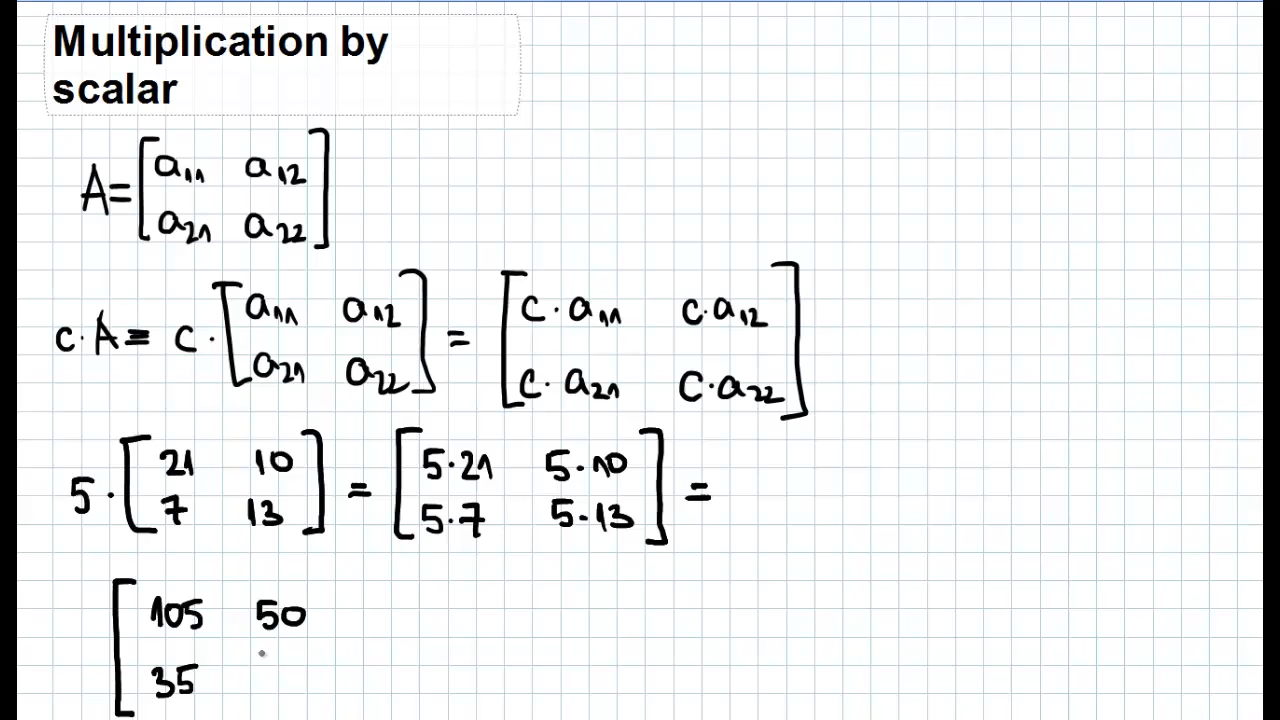 Multiplication by
scalar
A = [ a₁₁ a₁₂
a₂₁ a₂₂ ]
c · A ≡ c · [ a₁₁ a₁₂ ] = [ c · a₁₁ c · a₁₂ ]
[ a₂₁ a₂₂ ] [ c · a₂₁ c · a₂₂ ]
5 · [ 21 10 ] = [ 5 · 21 5 · 10 ] =
[ 7 13 ] [ 5 · 7 5 · 13 ]
[ 105 50
35